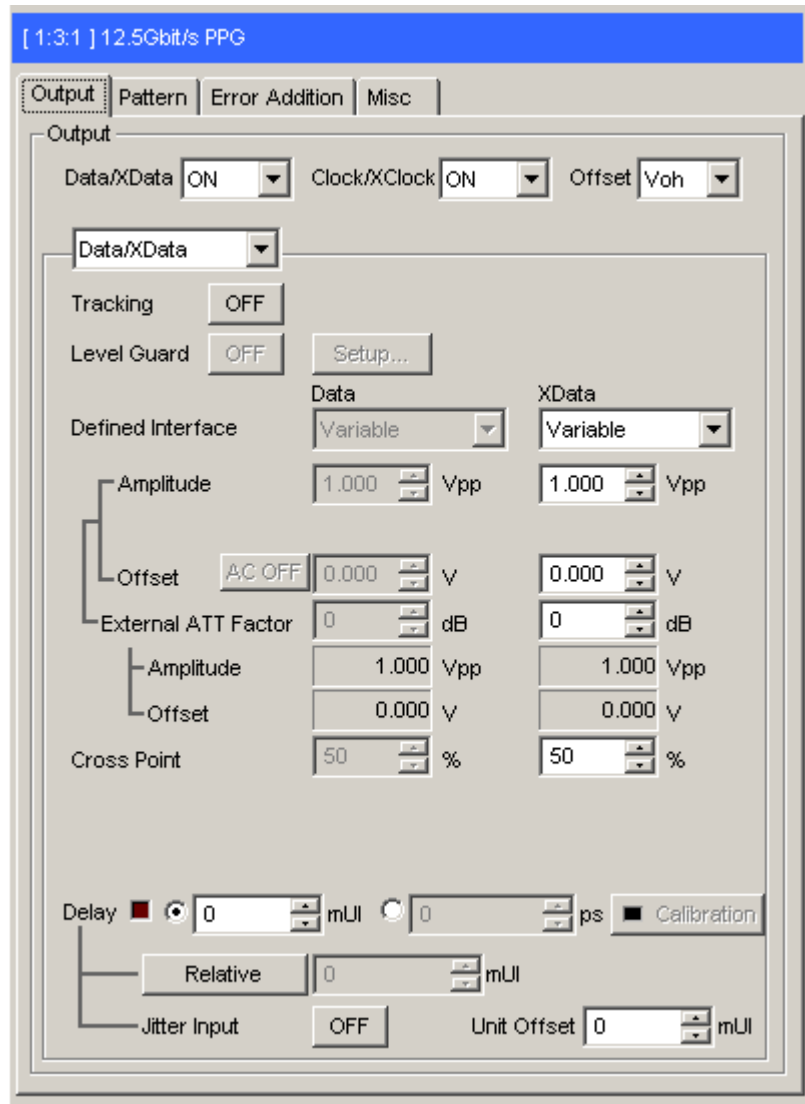 [ 1:3:1 ] 12.5Gbit/s PPG
Output Pattern Error Addition Misc
Output
Data/XData ON Clock/XClock ON Offset Voh
Data/XData
Tracking OFF
Level Guard OFF Setup...
Data XData
Defined Interface Variable Variable
Amplitude 1.000 Vpp 1.000 Vpp
Offset AC OFF 0.000 V 0.000 V
External ATT Factor 0 dB 0 dB
Amplitude 1.000 Vpp 1.000 Vpp
Offset 0.000 V 0.000 V
Cross Point 50 % 50 %
Delay 0 mUI 0 ps Calibration
Relative 0 mUI
Jitter Input OFF Unit Offset 0 mUI